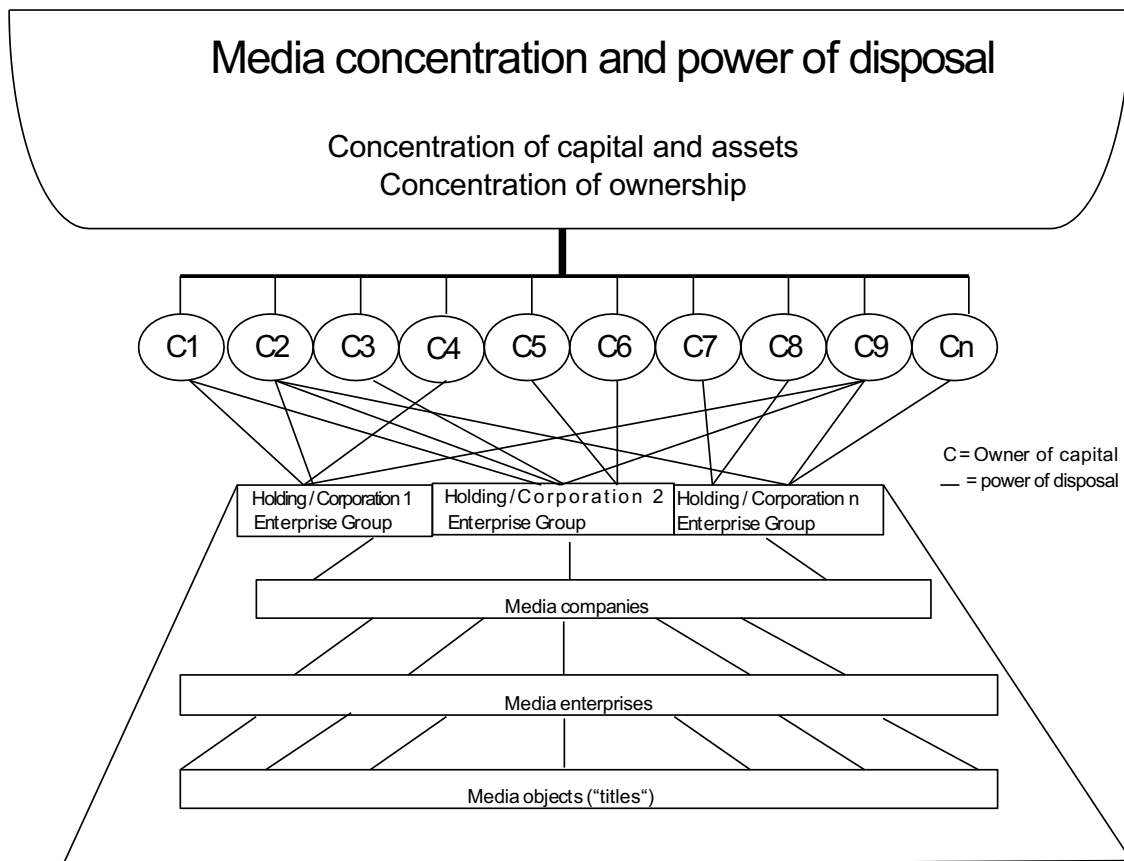 Media concentration and power of disposal
Concentration of capital and assets
Concentration of ownership
C1 C2 C3 C4 C5 C6 C7 C8 C9 Cn
C = Owner of capital
— = power of disposal
Holding / Corporation 1
Enterprise Group
Holding / Corporation 2
Enterprise Group
Holding / Corporation n
Enterprise Group
Media companies
Media enterprises
Media objects (“titles“)